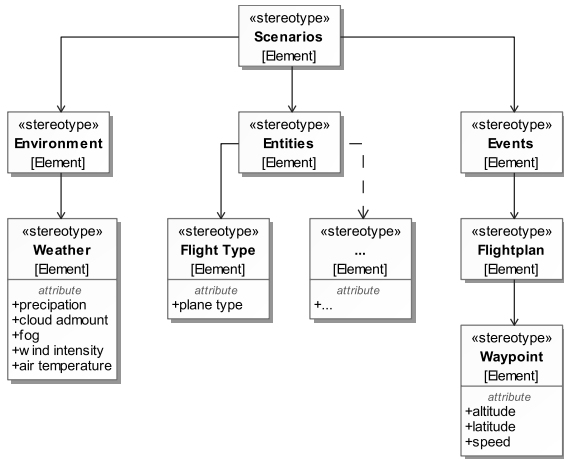 «stereotype»
Scenarios
[Element]
«stereotype»
Environment
[Element]
«stereotype»
Entities
[Element]
«stereotype»
Events
[Element]
«stereotype»
Weather
[Element]
attribute
+precipation
+cloud admount
+fog
+wind intensity
+air temperature
«stereotype»
Flight Type
[Element]
attribute
+plane type
«stereotype»
...
[Element]
attribute
+...
«stereotype»
Flightplan
[Element]
«stereotype»
Waypoint
[Element]
attribute
+altitude
+latitude
+speed